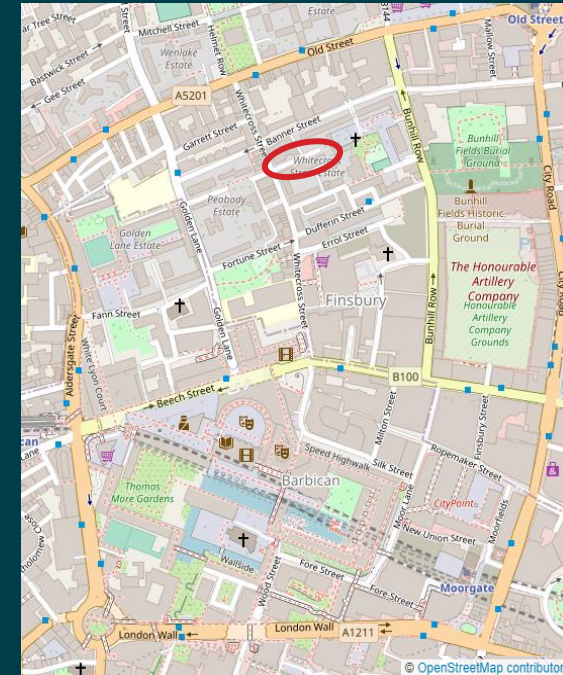 Estate
B144
Old Street
Mitchell Street
Helmet Row
Mallow Street
Wenlake
Estate
Old Street
Bastwick Street
Gee Street
A5201
Whitecross Street
Banner Street
Garrett Street
Bunhill Row
Bunhill
Fields Burial
Ground
City Road
Peabody
Estate
Golden
Lane Estate
Golden Lane
Dufferin Street
Errol Street
Fortune Street
Bunhill
Fields Historic
Burial
Ground
P
The Honourable
Artillery
Company
Honourable
Artillery
Company
Grounds
Finsbury
Whitecross Street
Bunhill Row
Fann Street
Golden Lane
Aldersgate Street
White Lyon Court
B100
Beech Street
Milton Street
Finsbury Street
Lane
Speed Highwalk
Silk Street
Ropemaker Street
Thomas
More Gardens
Barbican
Moor Lane
CityPoint
Moorfields
New Union Street
Wallside
Fore Street
Fore Street
Wood Street
Moorgate
London Wall
London Wall
A1211
© OpenStreetMap contributor